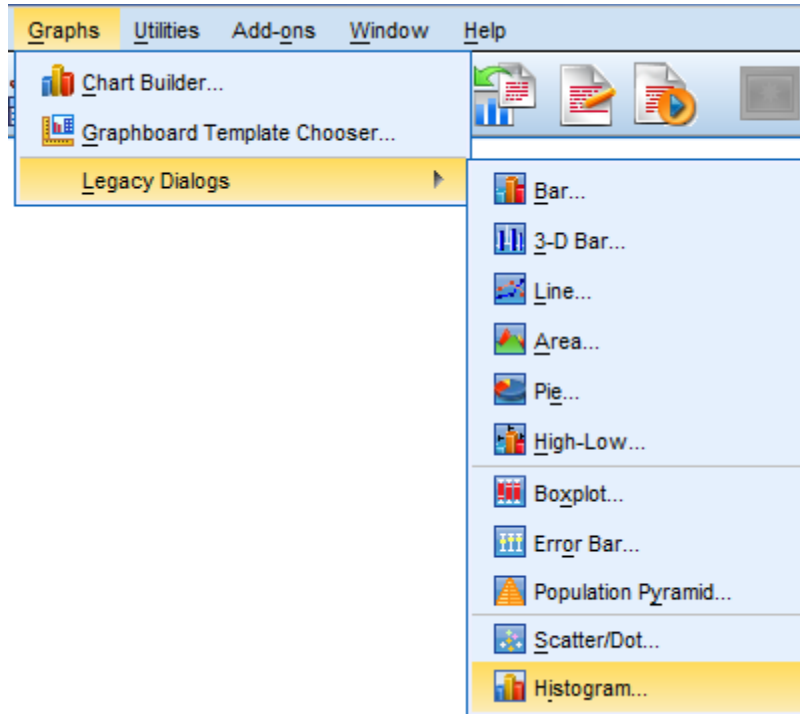 Graphs Utilities Add-ons Window Help
Chart Builder...
Graphboard Template Chooser...
Legacy Dialogs
Bar...
3-D Bar...
Line...
Area...
Pie...
High-Low...
Boxplot...
Error Bar...
Population Pyramid...
Scatter/Dot...
Histogram...